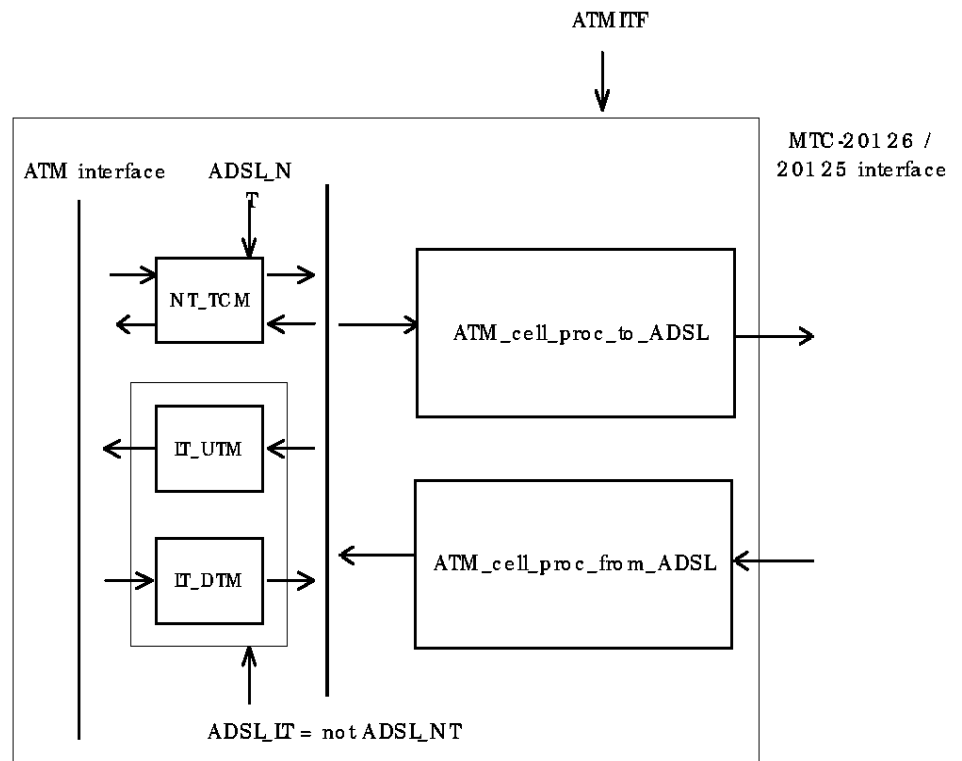 ATMITF
MTC-20126 /
20125 interface
ATM interface
ADSL_N
T
NT_TCM
ATM_cell_proc_to_ADSL
IT_UTM
ATM_cell_proc_from_ADSL
IT_DTM
ADSL_IT = not ADSL_NT